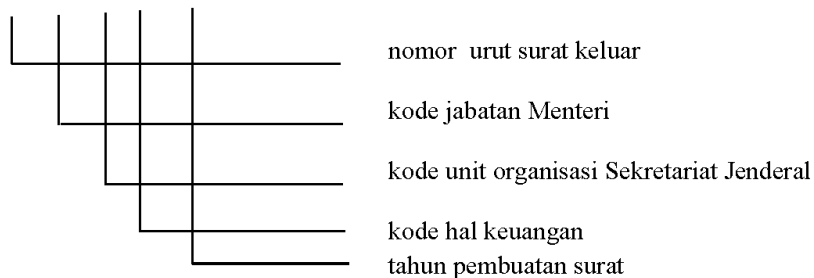 nomor urut surat keluar
kode jabatan Menteri
kode unit organisasi Sekretariat Jenderal
kode hal keuangan
tahun pembuatan surat